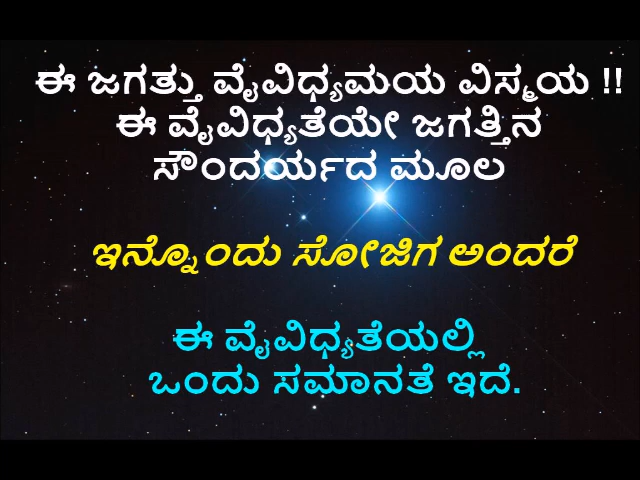 ಈ ಜಗತ್ತು ವೈವಿಧ್ಯಮಯ ವಿಸ್ಮಯ !!
ಈ ವೈವಿಧ್ಯತೆಯೇ ಜಗತ್ತಿನ
ಸೌಂದರ್ಯದ ಮೂಲ
ಇನ್ನೊಂದು ಸೋಜಿಗ ಅಂದರೆ
ಈ ವೈವಿಧ್ಯತೆಯಲ್ಲಿ
ಒಂದು ಸಮಾನತೆ ಇದೆ.